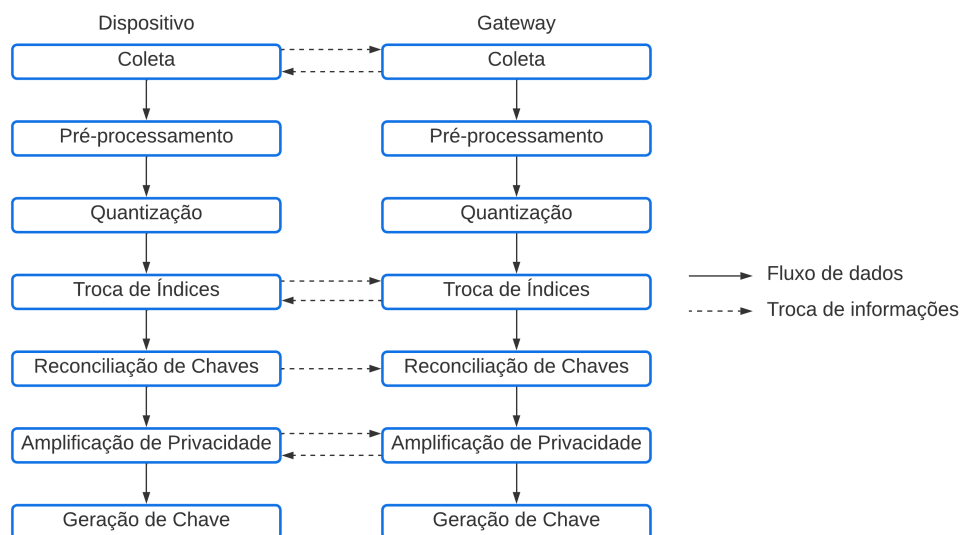 Dispositivo
Gateway
Coleta
Coleta
Pré-processamento
Pré-processamento
Quantização
Quantização
Troca de Índices
Troca de Índices
Fluxo de dados
Troca de informações
Reconciliação de Chaves
Reconciliação de Chaves
Amplificação de Privacidade
Amplificação de Privacidade
Geração de Chave
Geração de Chave